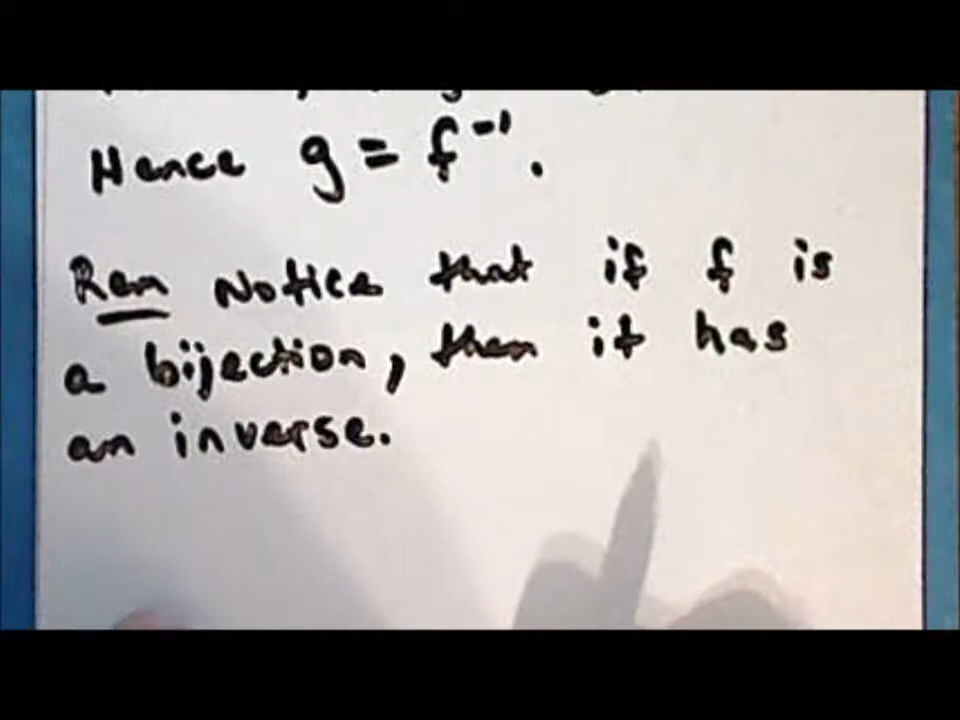 Hence g = f⁻¹.
Rem Notice that if f is
a bijection, then it has
an inverse.